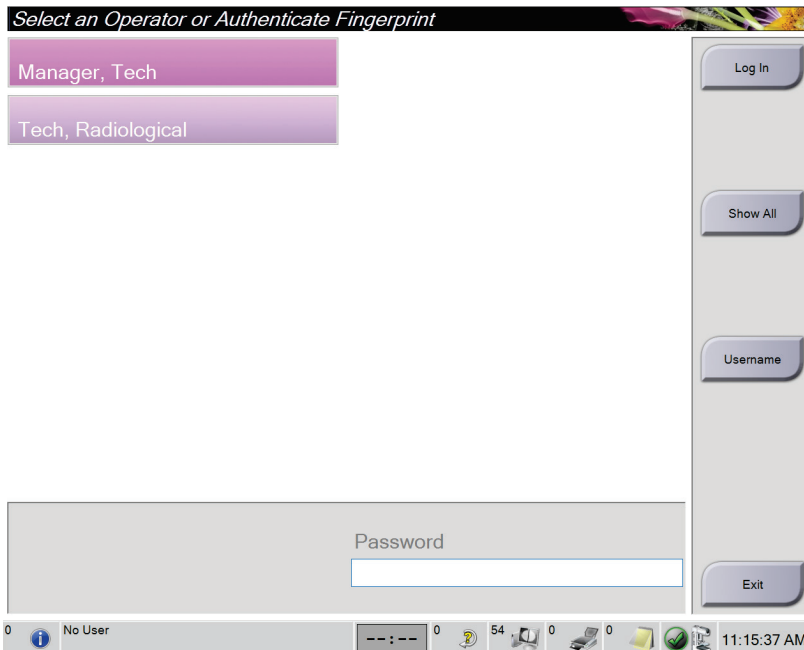 Select an Operator or Authenticate Fingerprint
Manager, Tech
Log In
Tech, Radiological
Show All
Username
Password
Exit
0 No User --:-- 0 54 0 0 11:15:37 AM